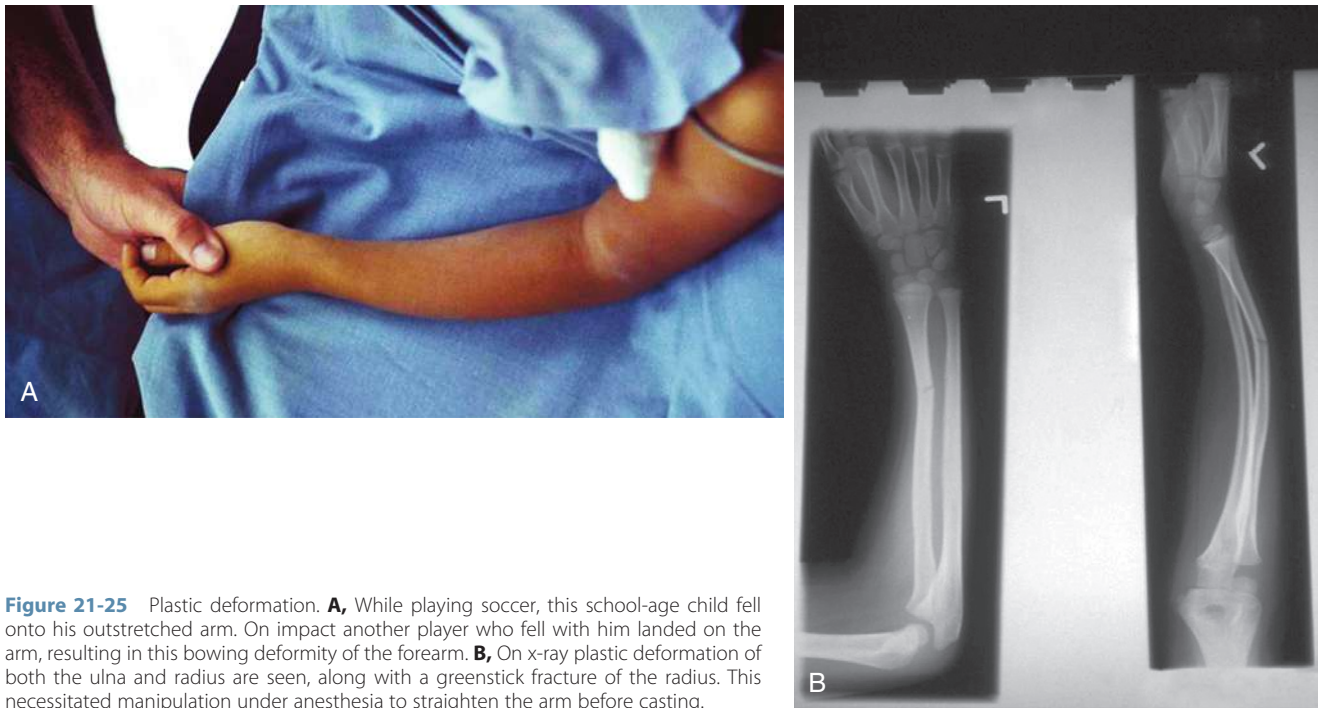 A
B
Figure 21-25 Plastic deformation. A, While playing soccer, this school-age child fell
onto his outstretched arm. On impact another player who fell with him landed on the
arm, resulting in this bowing deformity of the forearm. B, On x-ray plastic deformation of
both the ulna and radius are seen, along with a greenstick fracture of the radius. This
necessitated manipulation under anesthesia to straighten the arm before casting.